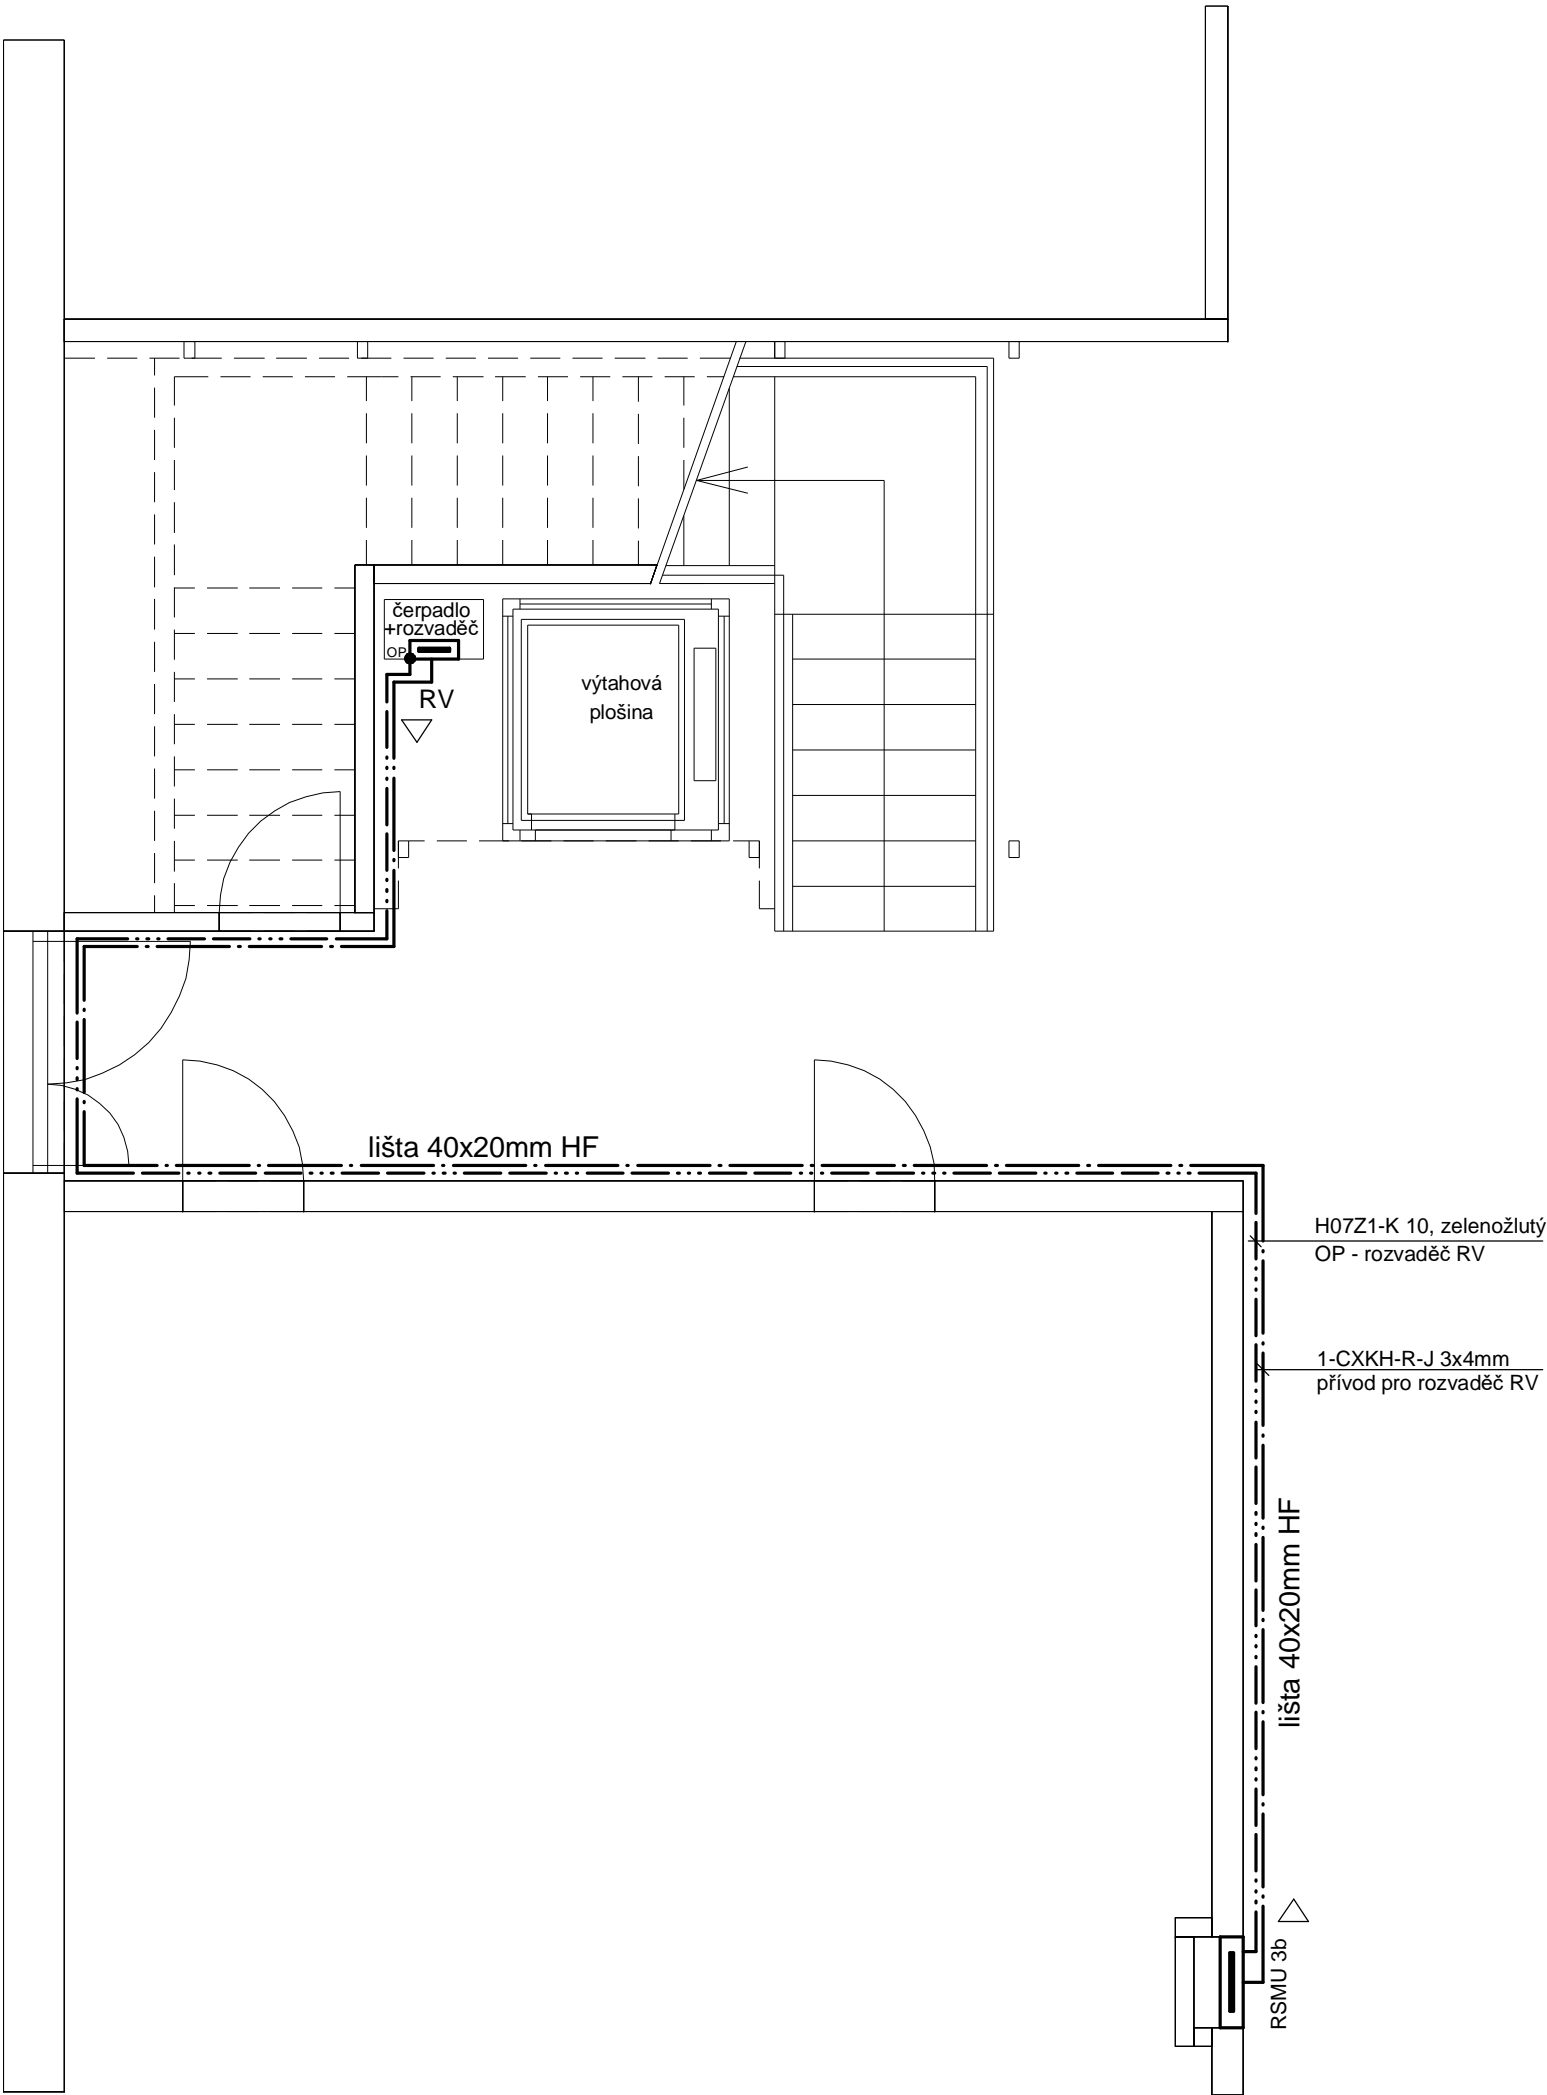 čerpadlo
+rozvaděč
OP
RV
výtahová
plošina
lišta 40x20mm HF
H07Z1-K 10, zelenožlutý
OP - rozvaděč RV
1-CXKH-R-J 3x4mm
přívod pro rozvaděč RV
lišta 40x20mm HF
RSMU 3b